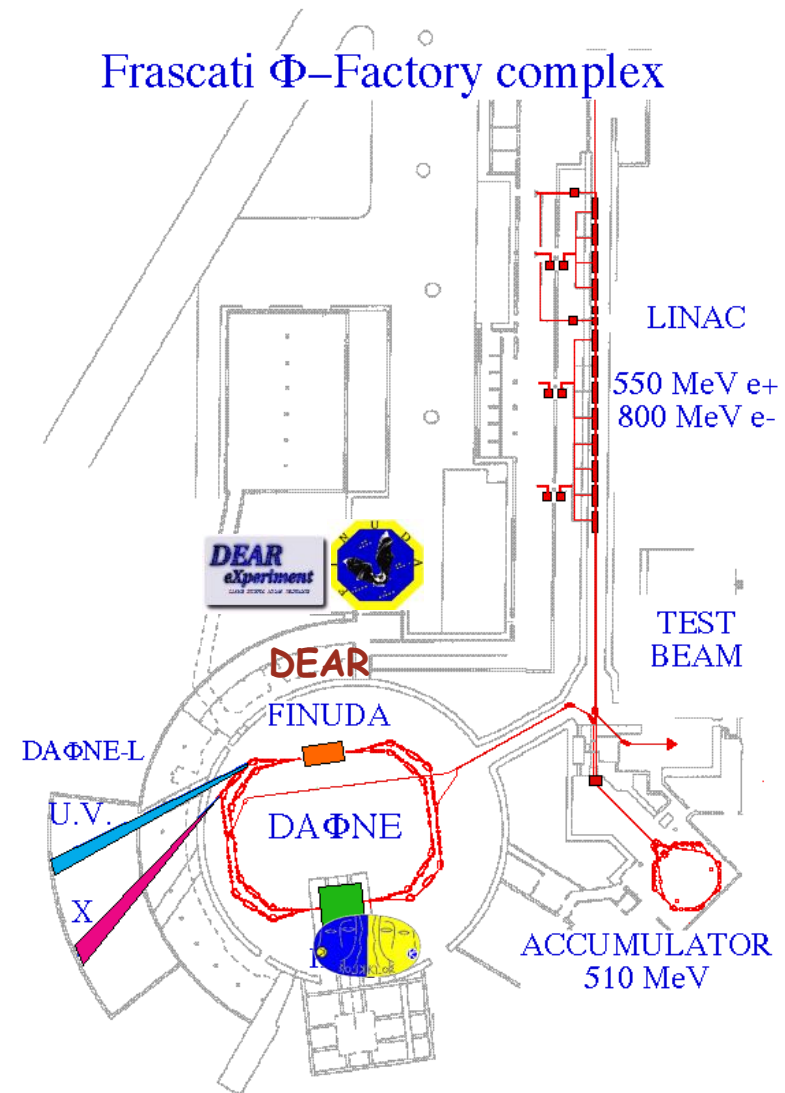 Frascati Φ–Factory complex
LINAC
550 MeV e+
800 MeV e-
DEAR
eXperiment
NUDA
TEST
BEAM
DEAR
FINUDA
DAΦNE-L
U.V.
DAΦNE
X
ACCUMULATOR
510 MeV